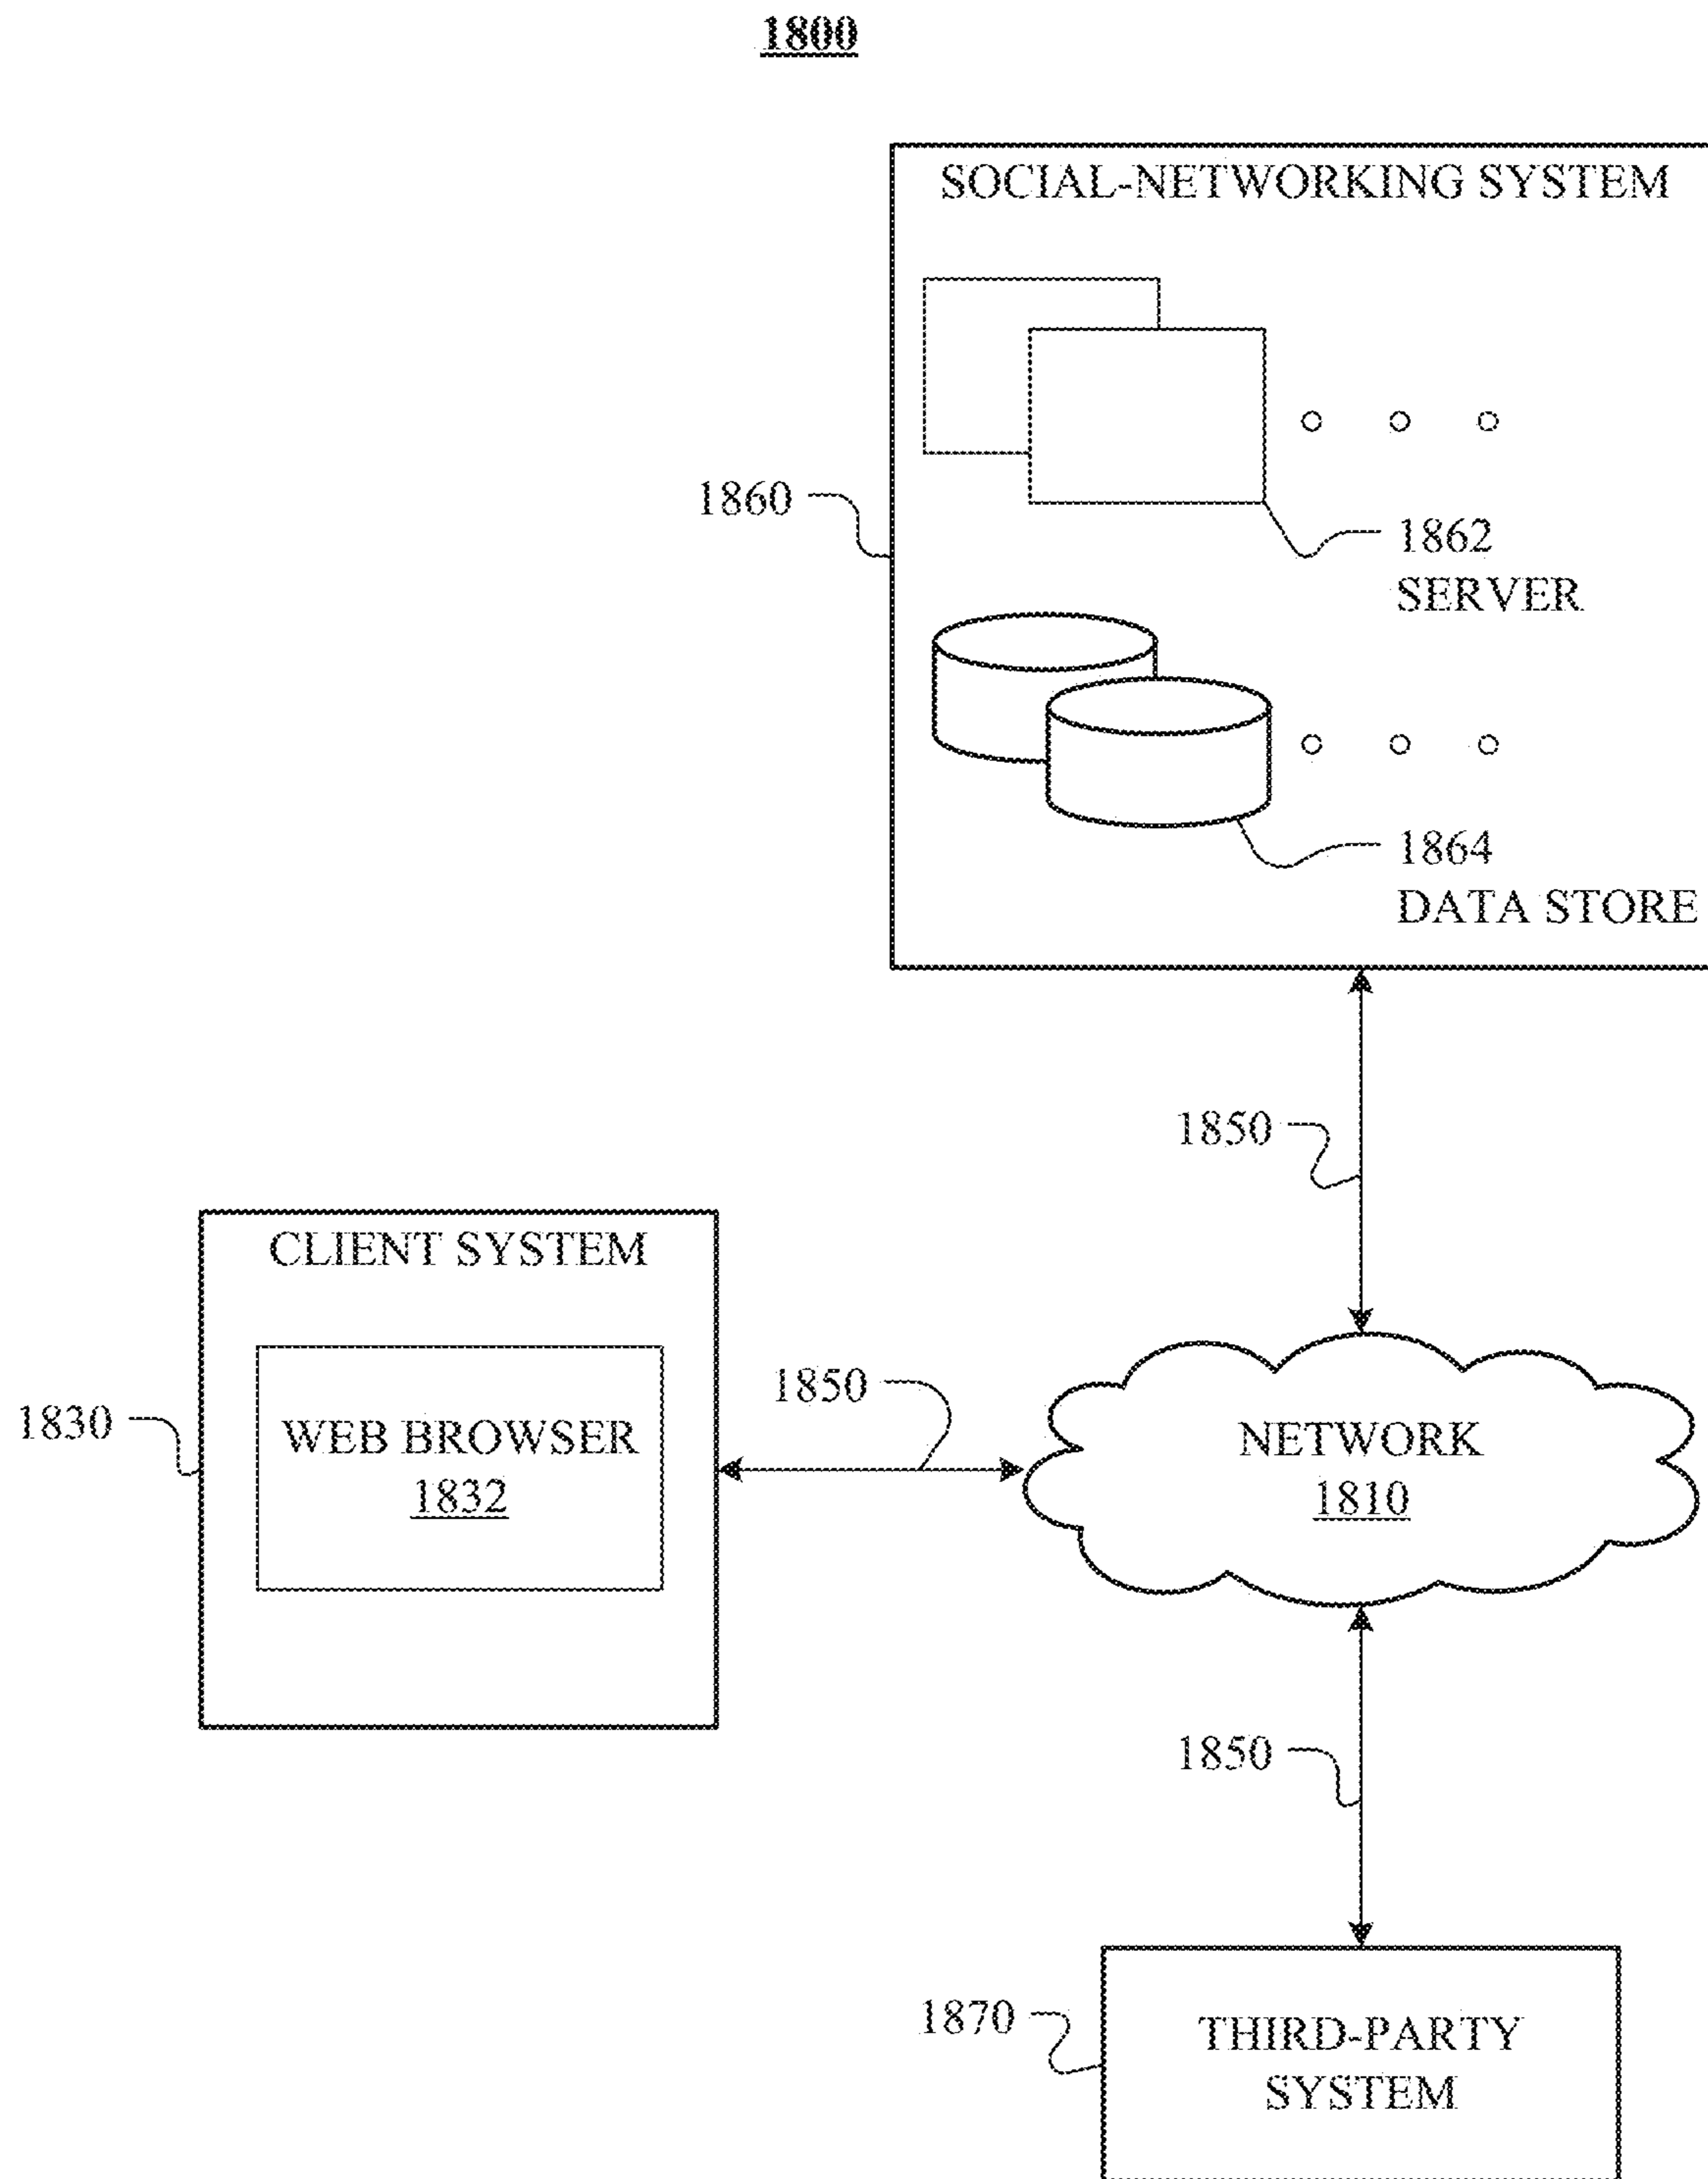 1800
SOCIAL-NETWORKING SYSTEM
1860
1862
SERVER
1864
DATA STORE
1850
CLIENT SYSTEM
1830
WEB BROWSER
1832
1850
NETWORK
1810
1850
1870
THIRD-PARTY
SYSTEM